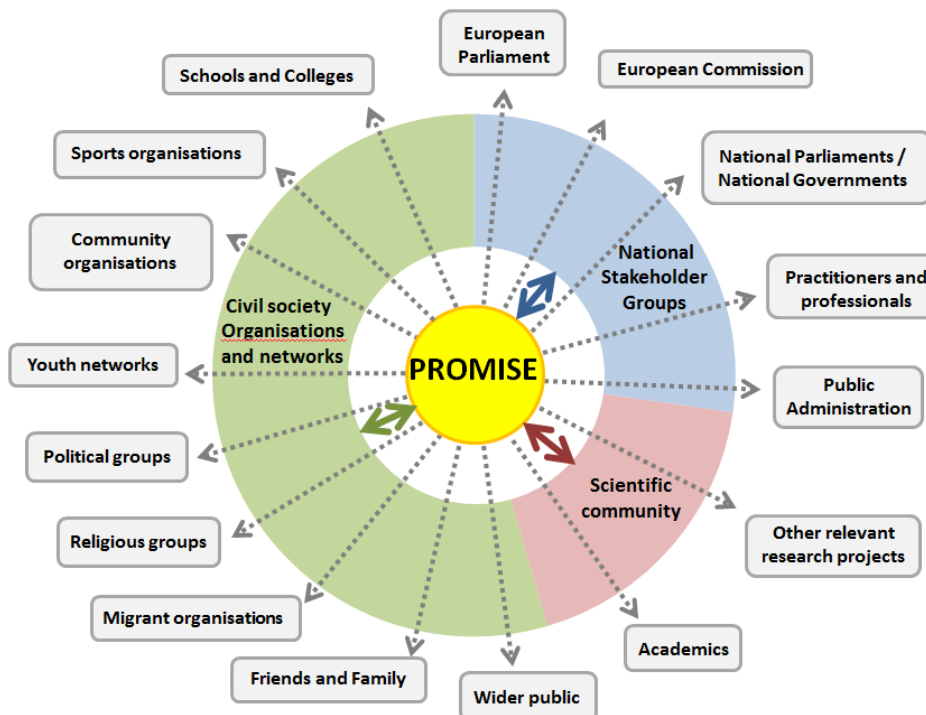 European
Parliament
European Commission
Schools and Colleges
Sports organisations
National Parliaments /
National Governments
Community
organisations
National
Stakeholder
Groups
Practitioners and
professionals
Civil society
Organisations
and networks
Youth networks
PROMISE
Public
Administration
Political groups
Scientific
community
Religious groups
Other relevant
research projects
Migrant organisations
Academics
Friends and Family
Wider public